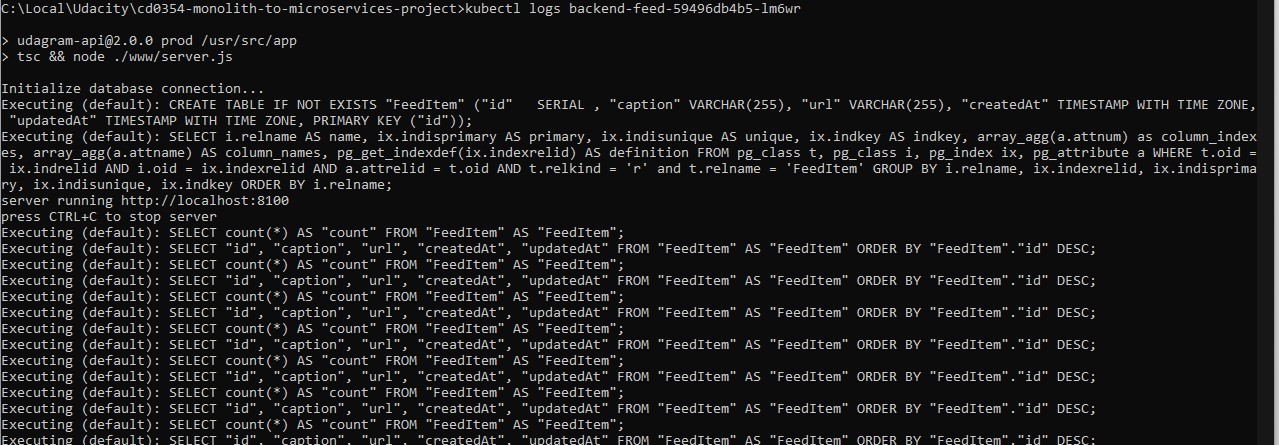 C:\Local\Udacity\cd0354-monolith-to-microservices-project>kubectl logs backend-feed-59496db4b5-lm6wr
> udagram-api@2.0.0 prod /usr/src/app
> tsc && node ./www/server.js
Initialize database connection...
Executing (default): CREATE TABLE IF NOT EXISTS "FeedItem" ("id"   SERIAL , "caption" VARCHAR(255), "url" VARCHAR(255), "createdAt" TIMESTAMP WITH TIME ZONE,
 "updatedAt" TIMESTAMP WITH TIME ZONE, PRIMARY KEY ("id"));
Executing (default): SELECT i.relname AS name, ix.indisprimary AS primary, ix.indisunique AS unique, ix.indkey AS indkey, array_agg(a.attnum) as column_index
es, array_agg(a.attname) AS column_names, pg_get_indexdef(ix.indexrelid) AS definition FROM pg_class t, pg_class i, pg_index ix, pg_attribute a WHERE t.oid =
 ix.indrelid AND i.oid = ix.indexrelid AND a.attrelid = t.oid AND t.relkind = 'r' and t.relname = 'FeedItem' GROUP BY i.relname, ix.indexrelid, ix.indisprima
ry, ix.indisunique, ix.indkey ORDER BY i.relname;
server running http://localhost:8100
press CTRL+C to stop server
Executing (default): SELECT count(*) AS "count" FROM "FeedItem" AS "FeedItem";
Executing (default): SELECT "id", "caption", "url", "createdAt", "updatedAt" FROM "FeedItem" AS "FeedItem" ORDER BY "FeedItem"."id" DESC;
Executing (default): SELECT count(*) AS "count" FROM "FeedItem" AS "FeedItem";
Executing (default): SELECT "id", "caption", "url", "createdAt", "updatedAt" FROM "FeedItem" AS "FeedItem" ORDER BY "FeedItem"."id" DESC;
Executing (default): SELECT count(*) AS "count" FROM "FeedItem" AS "FeedItem";
Executing (default): SELECT "id", "caption", "url", "createdAt", "updatedAt" FROM "FeedItem" AS "FeedItem" ORDER BY "FeedItem"."id" DESC;
Executing (default): SELECT count(*) AS "count" FROM "FeedItem" AS "FeedItem";
Executing (default): SELECT "id", "caption", "url", "createdAt", "updatedAt" FROM "FeedItem" AS "FeedItem" ORDER BY "FeedItem"."id" DESC;
Executing (default): SELECT count(*) AS "count" FROM "FeedItem" AS "FeedItem";
Executing (default): SELECT "id", "caption", "url", "createdAt", "updatedAt" FROM "FeedItem" AS "FeedItem" ORDER BY "FeedItem"."id" DESC;
Executing (default): SELECT count(*) AS "count" FROM "FeedItem" AS "FeedItem";
Executing (default): SELECT "id", "caption", "url", "createdAt", "updatedAt" FROM "FeedItem" AS "FeedItem" ORDER BY "FeedItem"."id" DESC;
Executing (default): SELECT count(*) AS "count" FROM "FeedItem" AS "FeedItem";
Executing (default): SELECT "id", "caption", "url", "createdAt", "updatedAt" FROM "FeedItem" AS "FeedItem" ORDER BY "FeedItem"."id" DESC;